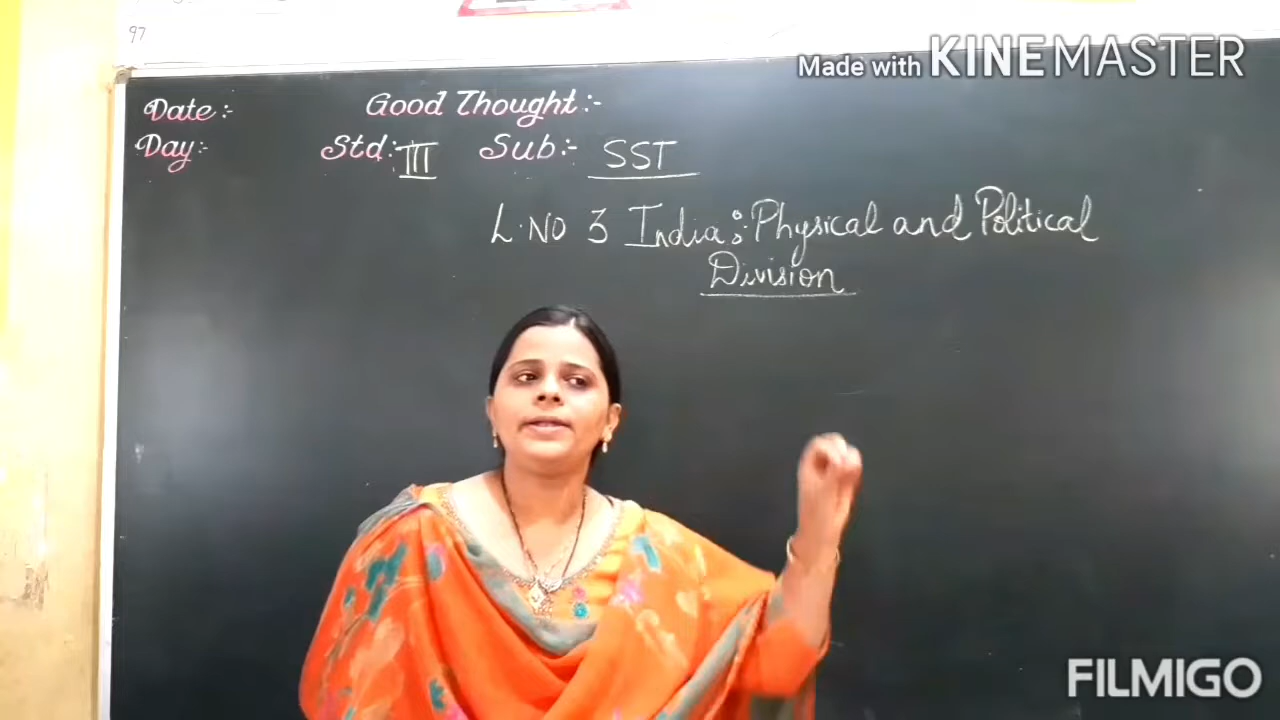 97
Made with KINEMASTER
Date:- Good Thought:-
Day:- Std: III Sub:- SST
L.NO 3 India: Physical and Political
Division
FILMIGO